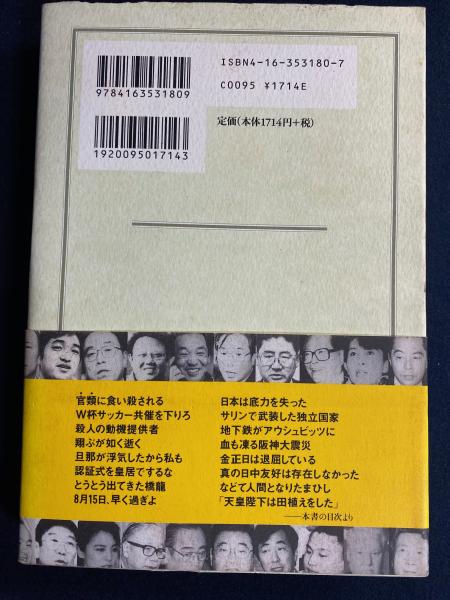 ISBN4-16-353180-7
C0095 ¥1714E
9784163531809
定価(本体1714円+税)
1920095017143
官類に食い殺される
W杯サッカー共催を下りろ
殺人の動機提供者
翔ぶが如く逝く
旦那が浮気したから私も
認証式を皇居でするな
とうとう出てきた橋龍
8月15日、早く過ぎよ
日本は底力を失った
サリンで武装した独立国家
地下鉄がアウシュビッツに
血も凍る阪神大震災
金正日は退屈している
真の日中友好は存在しなかった
などて人間となりたまひし
「天皇陛下は田植えをした」
──本書の目次より